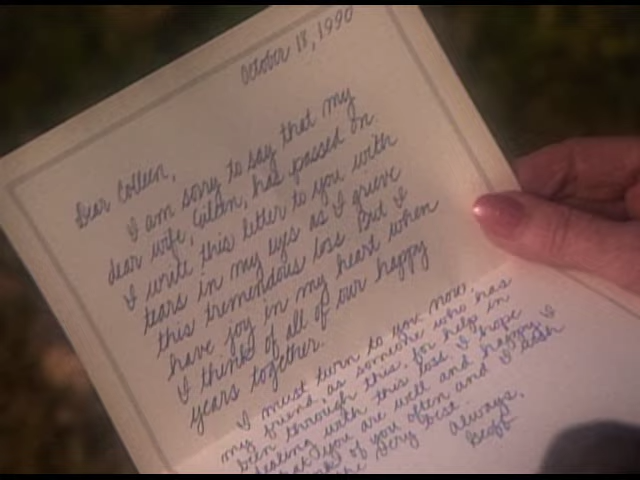 October 18, 1990
Dear Colleen,
I am sorry to say that my
dear wife, Eileen, has passed on.
I write this letter to you with
tears in my eyes as I grieve
this tremendous loss. But I
have joy in my heart when
I think of all of our happy
years together.
I must turn to you now,
my friend, as someone who has
been through this, for help in
dealing with this loss. I hope
that you are well and happy. I
of you often and I wish
the very best.
Always,
Geoff